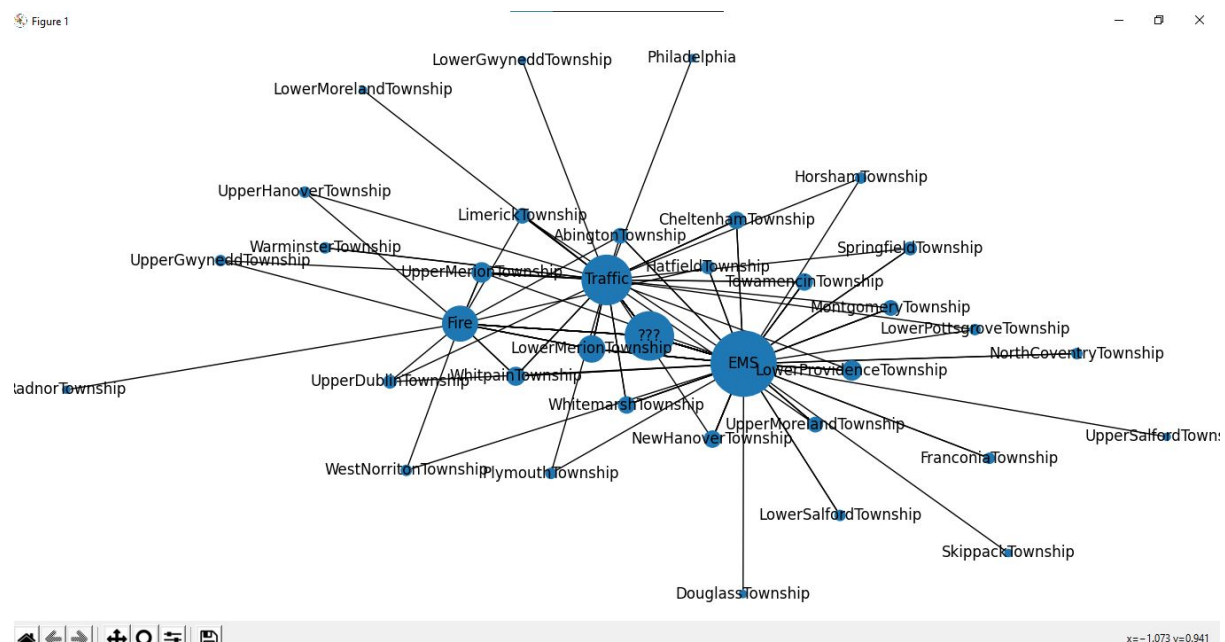 Figure 1
LowerGwyneddTownship
Philadelphia
LowerMorelandTownship
HorshamTownship
UpperHanoverTownship
LimerickTownship
CheltenhamTownship
AbingtonTownship
WarminsterTownship
SpringfieldTownship
UpperGwyneddTownship
UpperMerionTownship
HatfieldTownship
Traffic
TowamencinTownship
MontgomeryTownship
Fire
LowerPottsgroveTownship
???
LowerMerionTownship
NorthCoventryTownship
EMS
LowerProvidenceTownship
WhitpainTownship
UpperDublinTownship
adnorTownship
WhitemarshTownship
UpperMorelandTownship
NewHanoverTownship
UpperSalfordTowns
FranconiaTownship
WestNorritonTownship
PlymouthTownship
LowerSalfordTownship
SkippackTownship
DouglassTownship
x=-1.073 y=0.941